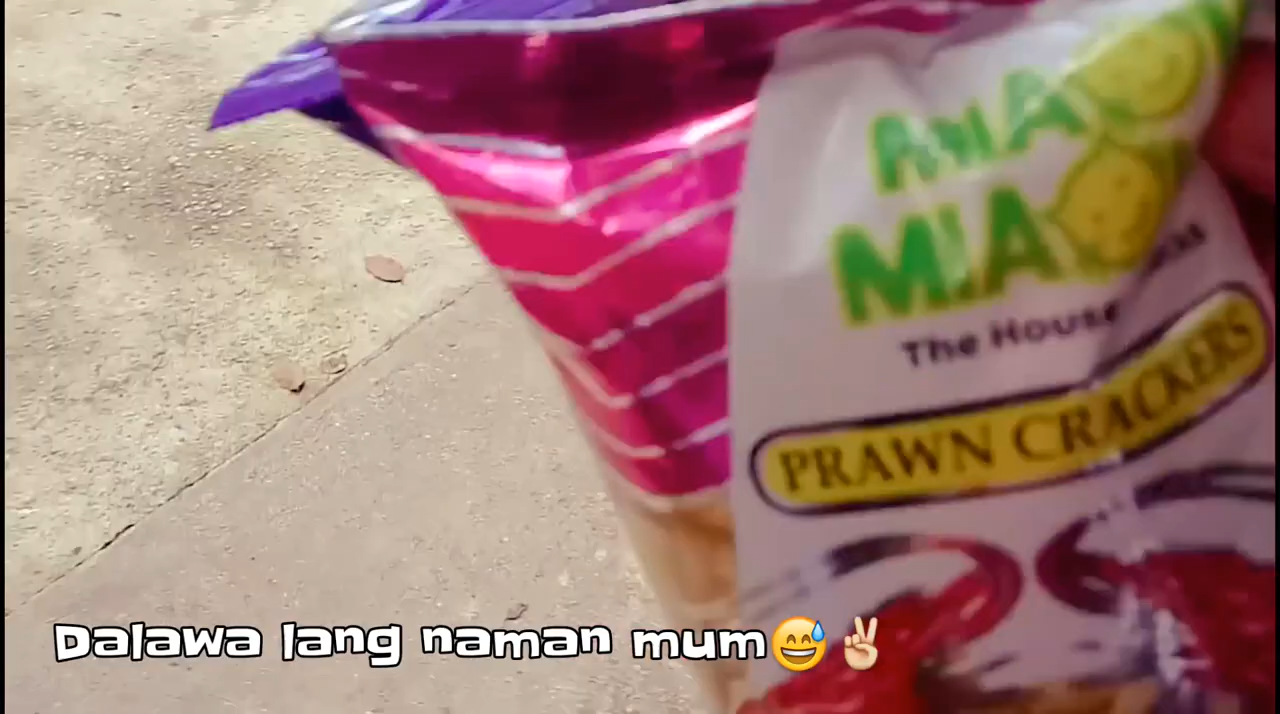 MIA
MIA
The House
PRAWN CRACKERS
Dalawa lang naman mum😅✌🏻